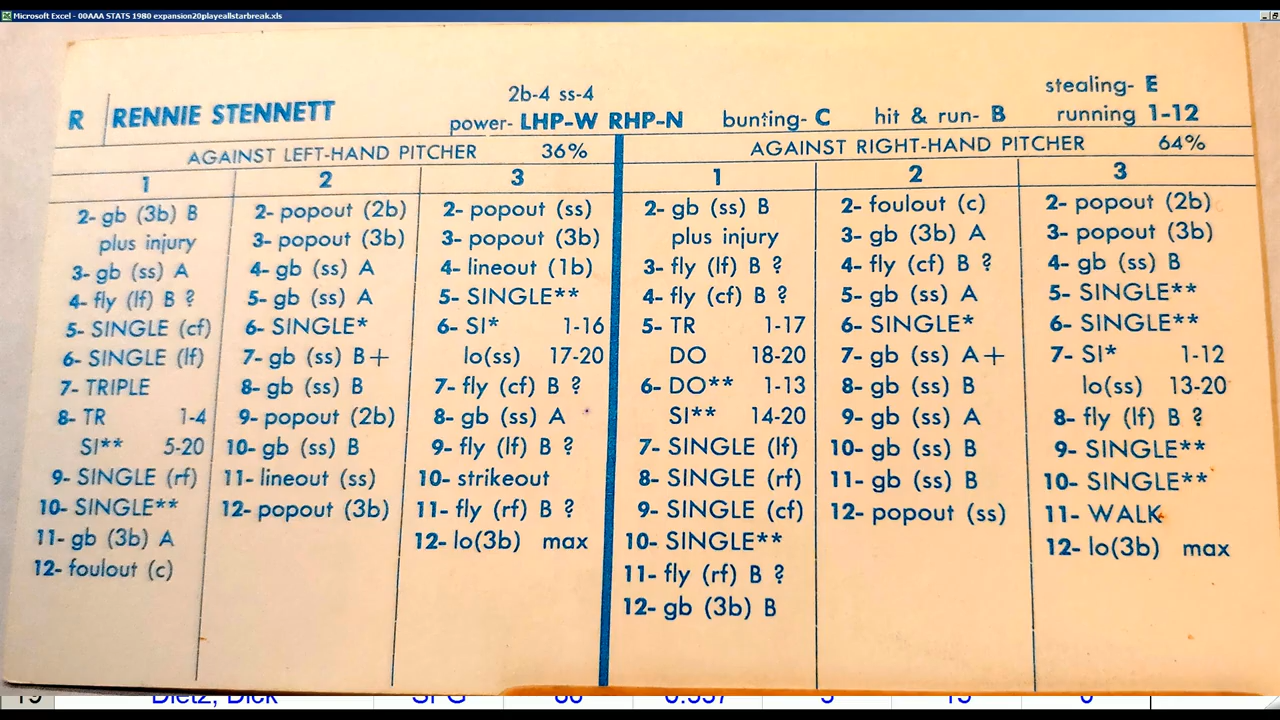 Microsoft Excel - 00AAA STATS 1980 expansion20playeallstarbreak.xls
R RENNIE STENNETT
2b-4 ss-4
power- LHP-W RHP-N
bunting- C
hit & run- B
stealing- E
running 1-12
AGAINST LEFT-HAND PITCHER 36%
1
2- gb (3b) B
plus injury
3- gb (ss) A
4- fly (lf) B ?
5- SINGLE (cf)
6- SINGLE (lf)
7- TRIPLE
8- TR 1-4
SI** 5-20
9- SINGLE (rf)
10- SINGLE**
11- gb (3b) A
12- foulout (c)
2
2- popout (2b)
3- popout (3b)
4- gb (ss) A
5- gb (ss) A
6- SINGLE*
7- gb (ss) B+
8- gb (ss) B
9- popout (2b)
10- gb (ss) B
11- lineout (ss)
12- popout (3b)
3
2- popout (ss)
3- popout (3b)
4- lineout (1b)
5- SINGLE**
6- SI* 1-16
lo(ss) 17-20
7- fly (cf) B ?
8- gb (ss) A
9- fly (lf) B ?
10- strikeout
11- fly (rf) B ?
12- lo(3b) max
AGAINST RIGHT-HAND PITCHER 64%
1
2- gb (ss) B
plus injury
3- fly (lf) B ?
4- fly (cf) B ?
5- TR 1-17
DO 18-20
6- DO** 1-13
SI** 14-20
7- SINGLE (lf)
8- SINGLE (rf)
9- SINGLE (cf)
10- SINGLE**
11- fly (rf) B ?
12- gb (3b) B
2
2- foulout (c)
3- gb (3b) A
4- fly (cf) B ?
5- gb (ss) A
6- SINGLE*
7- gb (ss) A+
8- gb (ss) B
9- gb (ss) A
10- gb (ss) B
11- gb (ss) B
12- popout (ss)
3
2- popout (2b)
3- popout (3b)
4- gb (ss) B
5- SINGLE**
6- SINGLE**
7- SI* 1-12
lo(ss) 13-20
8- fly (lf) B ?
9- SINGLE**
10- SINGLE**
11- WALK
12- lo(3b) max
Dietz, Dick